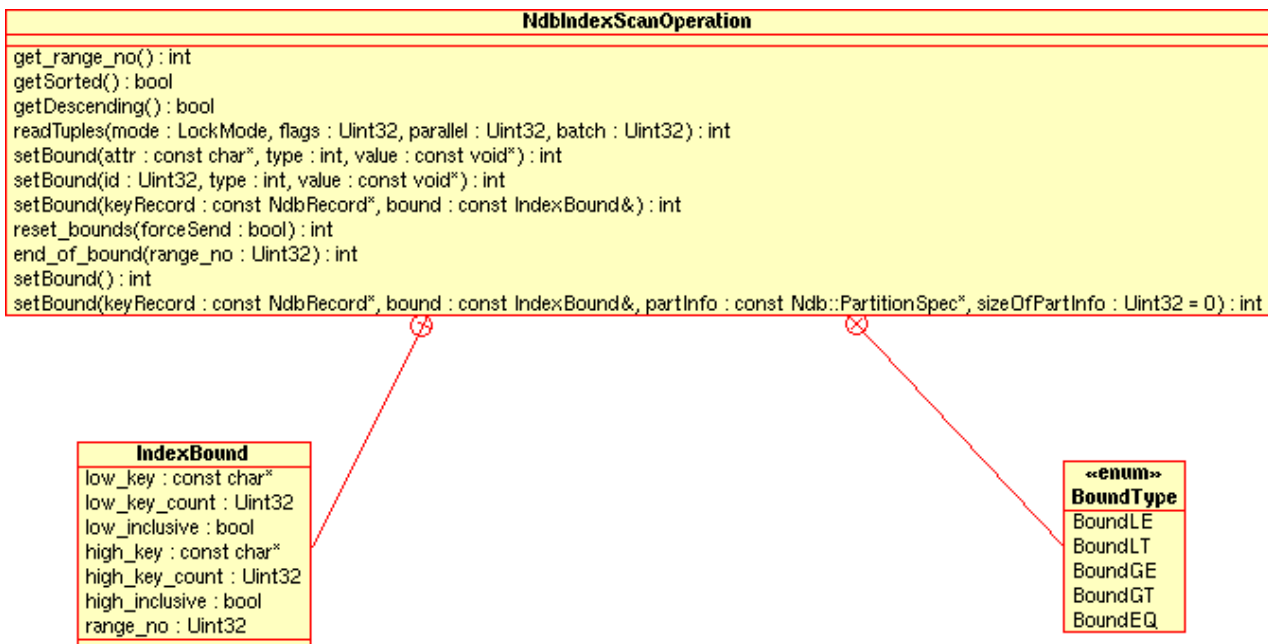 NdbIndexScanOperation
get_range_no() : int
getSorted() : bool
getDescending() : bool
readTuples(mode : LockMode, flags : Uint32, parallel : Uint32, batch : Uint32) : int
setBound(attr : const char*, type : int, value : const void*) : int
setBound(id : Uint32, type : int, value : const void*) : int
setBound(keyRecord : const NdbRecord*, bound : const IndexBound&) : int
reset_bounds(forceSend : bool) : int
end_of_bound(range_no : Uint32) : int
setBound() : int
setBound(keyRecord : const NdbRecord*, bound : const IndexBound&, partInfo : const Ndb::PartitionSpec*, sizeOfPartInfo : Uint32 = 0) : int
IndexBound
low_key : const char*
low_key_count : Uint32
low_inclusive : bool
high_key : const char*
high_key_count : Uint32
high_inclusive : bool
range_no : Uint32
«enum»
BoundType
BoundLE
BoundLT
BoundGE
BoundGT
BoundEQ